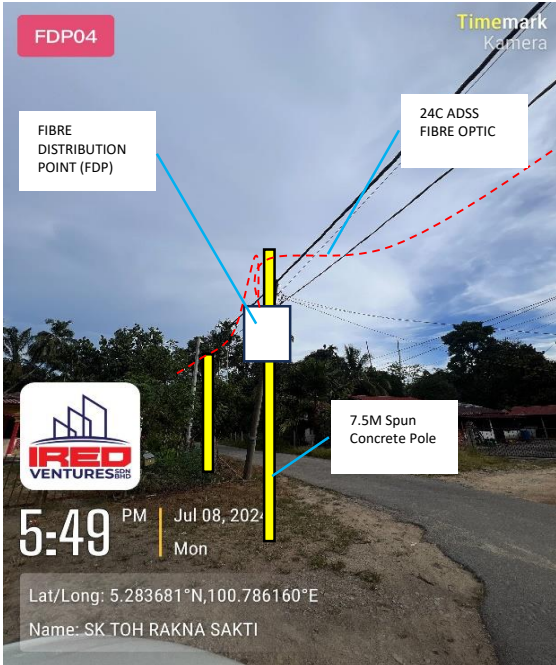 FDP04
Timemark
Kamera
FIBRE
DISTRIBUTION
POINT (FDP)
24C ADSS
FIBRE OPTIC
7.5M Spun
Concrete Pole
IRED
VENTURES SDN BHD
5:49 PM
Jul 08, 2024
Mon
Lat/Long: 5.283681°N,100.786160°E
Name: SK TOH RAKNA SAKTI